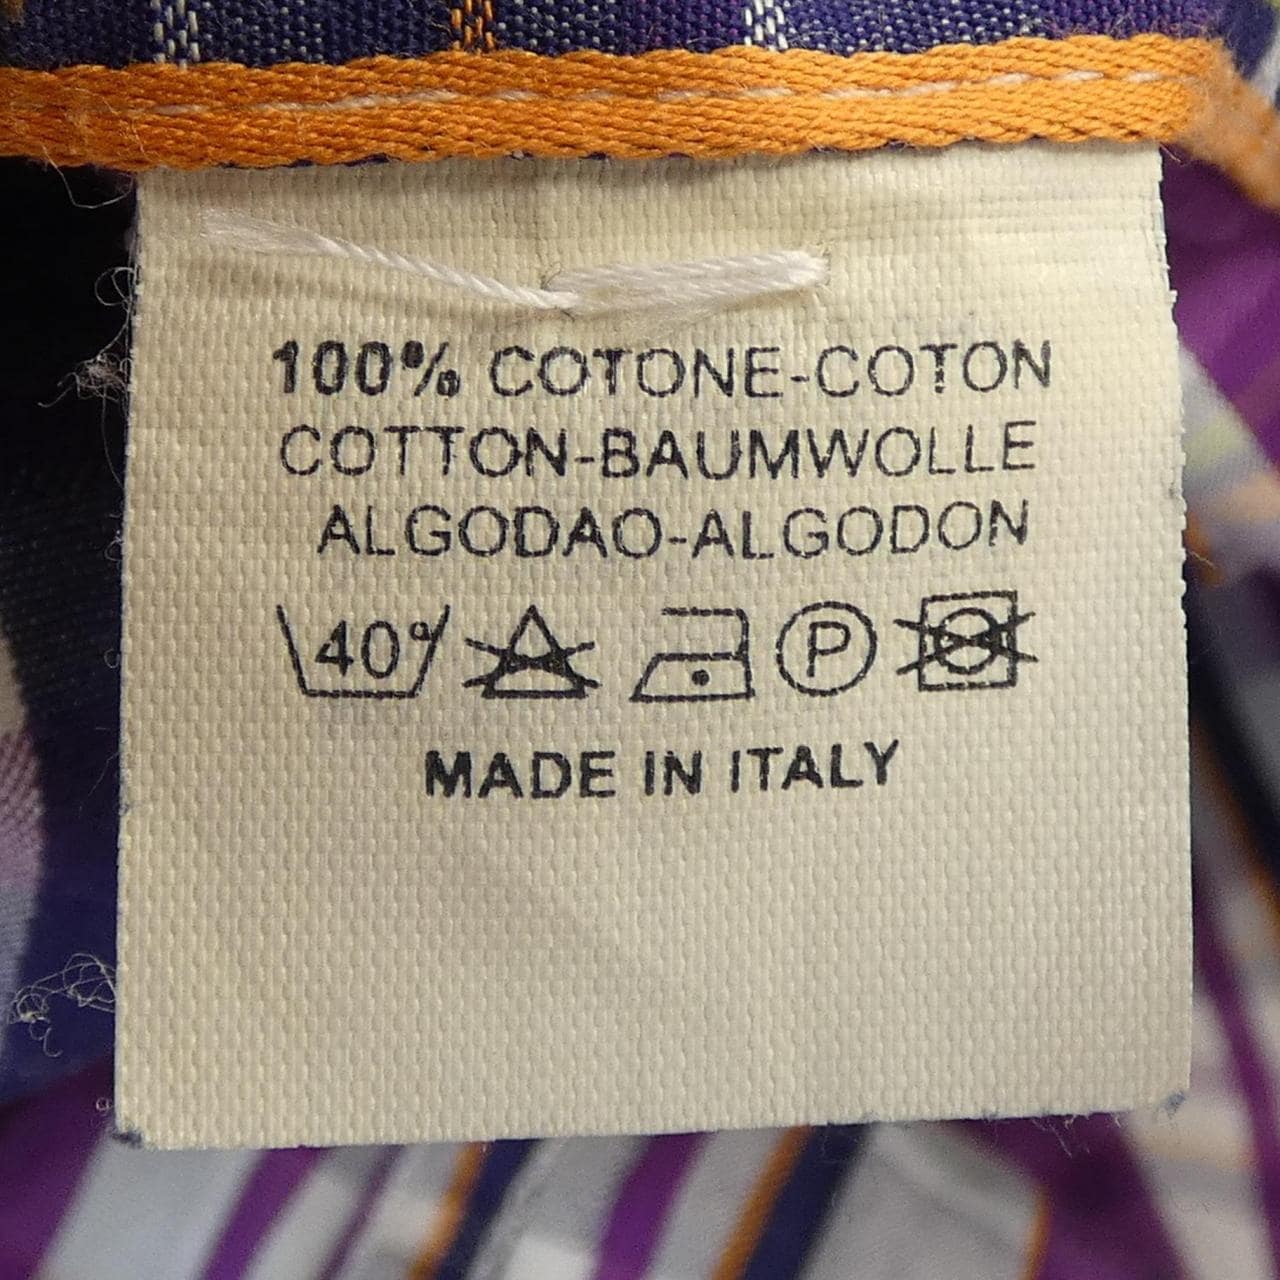 100% COTONE-COTON
COTTON-BAUMWOLLE
ALGODAO-ALGODON
40° P
MADE IN ITALY